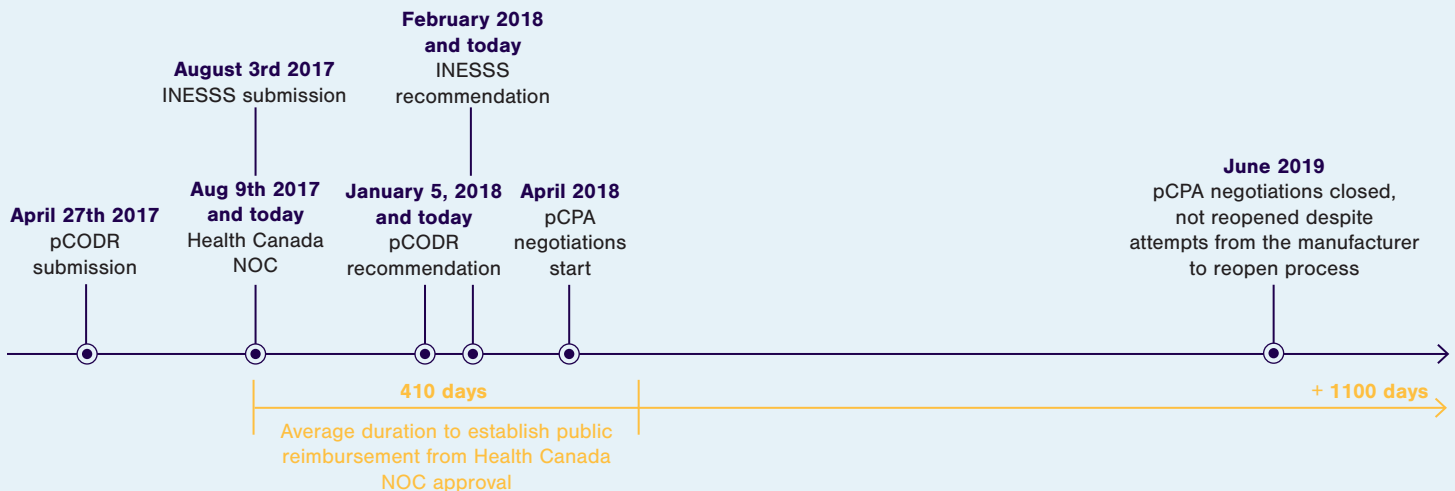 April 27th 2017
pCODR
submission
August 3rd 2017
INESSS submission
Aug 9th 2017
and today
Health Canada
NOC
January 5, 2018
and today
pCODR
recommendation
February 2018
and today
INESSS
recommendation
April 2018
pCPA
negotiations
start
June 2019
pCPA negotiations closed,
not reopened despite
attempts from the manufacturer
to reopen process
410 days
Average duration to establish public
reimbursement from Health Canada
NOC approval
+ 1100 days